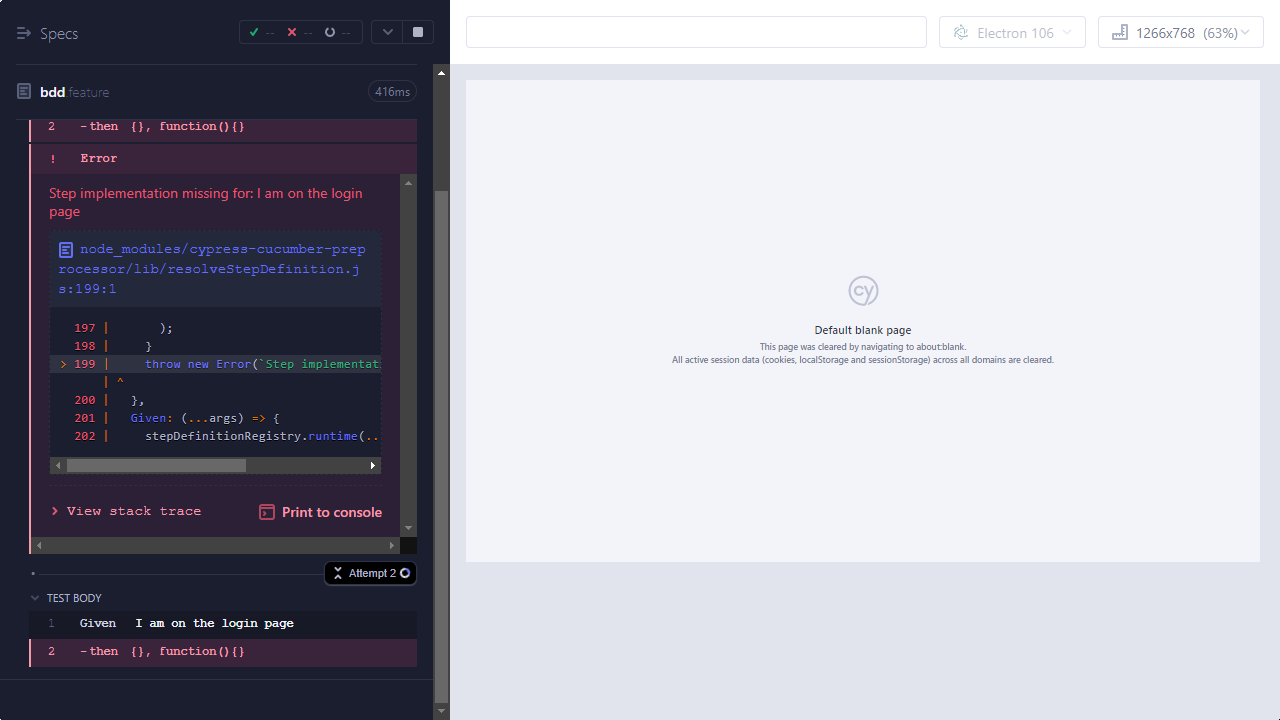 Specs
-- -- --
bdd.feature
416ms
2 -then {}, function(){}
! Error
Step implementation missing for: I am on the login
page
node_modules/cypress-cucumber-prep
rocessor/lib/resolveStepDefinition.j
s:199:1
197 | );
198 | }
> 199 | throw new Error(`Step implementat
| ^
200 | },
201 | Given: (...args) => {
202 | stepDefinitionRegistry.runtime(..
View stack trace
Print to console
Attempt 2
TEST BODY
1 Given I am on the login page
2 -then {}, function(){}
Electron 106
1266x768 (63%)
cy
Default blank page
This page was cleared by navigating to about:blank.
All active session data (cookies, localStorage and sessionStorage) across all domains are cleared.